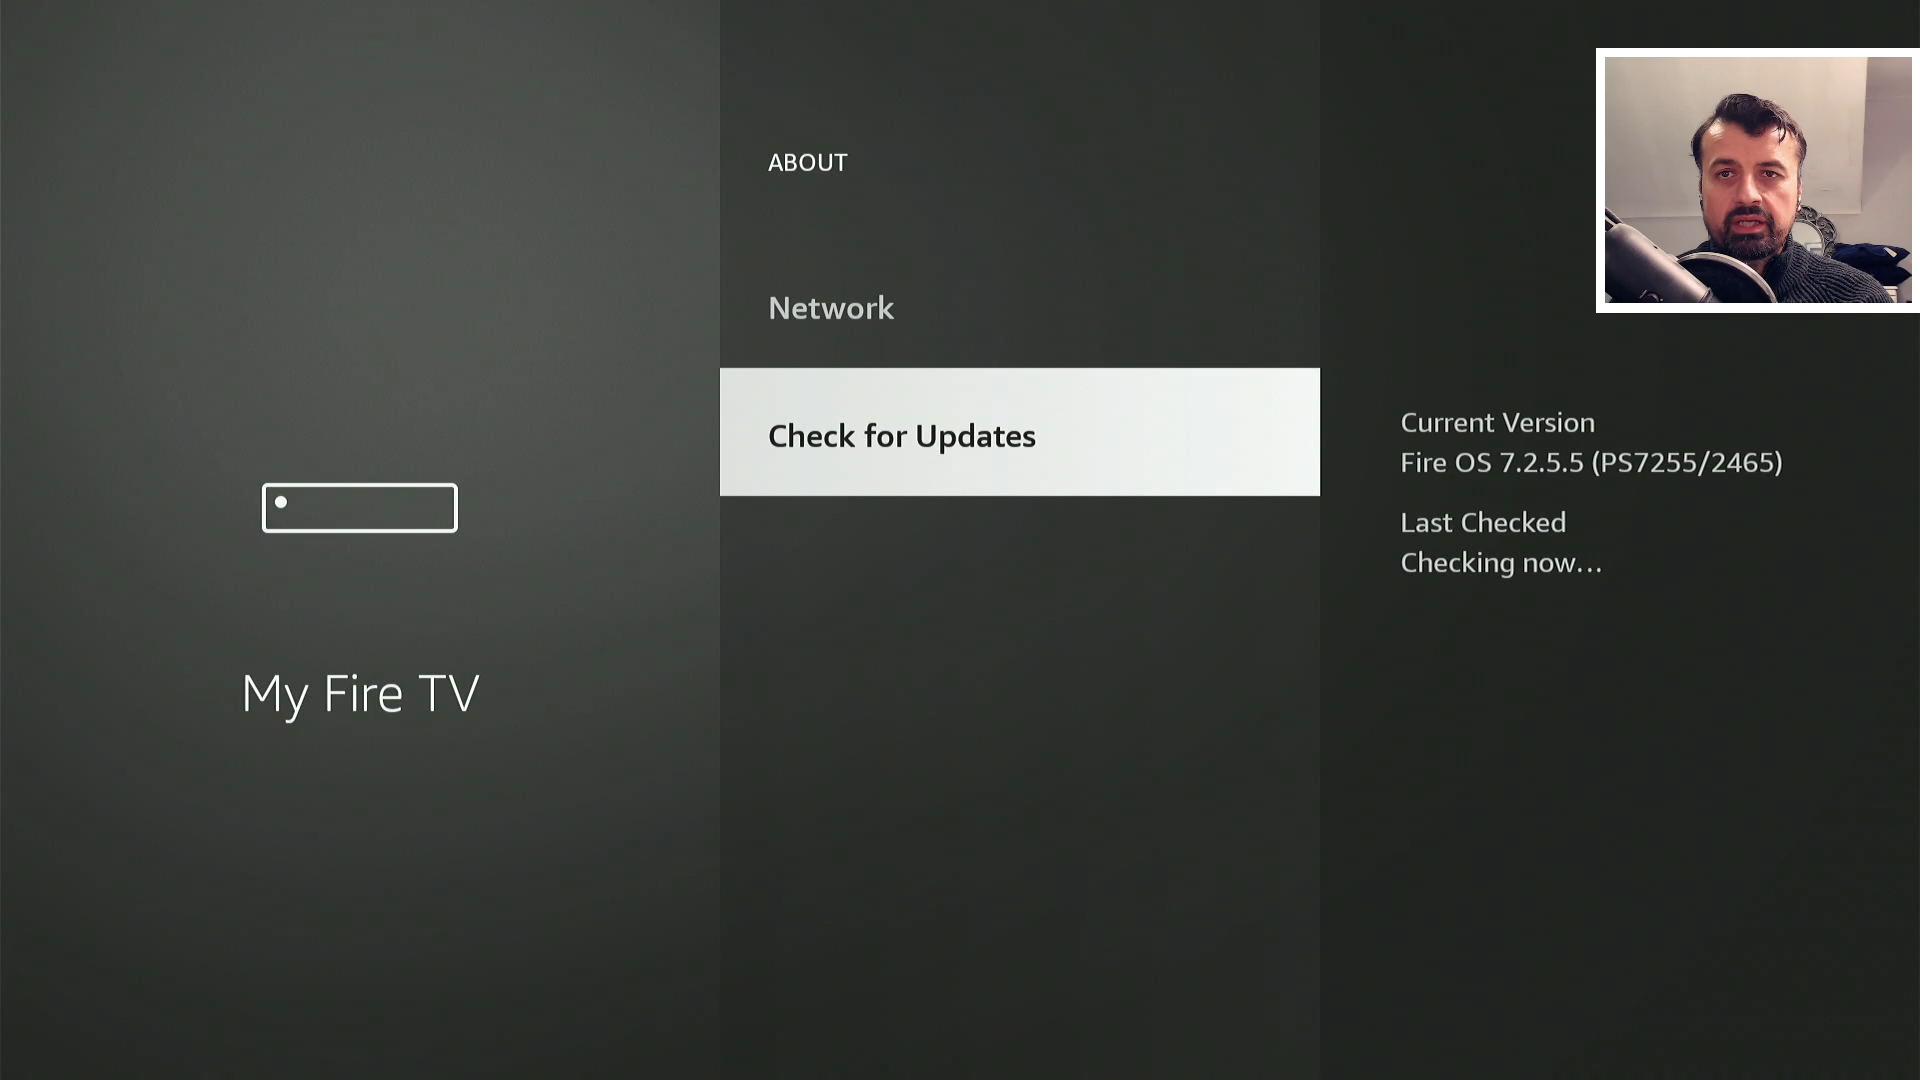 My Fire TV
ABOUT
Network
Check for Updates
Current Version
Fire OS 7.2.5.5 (PS7255/2465)
Last Checked
Checking now...